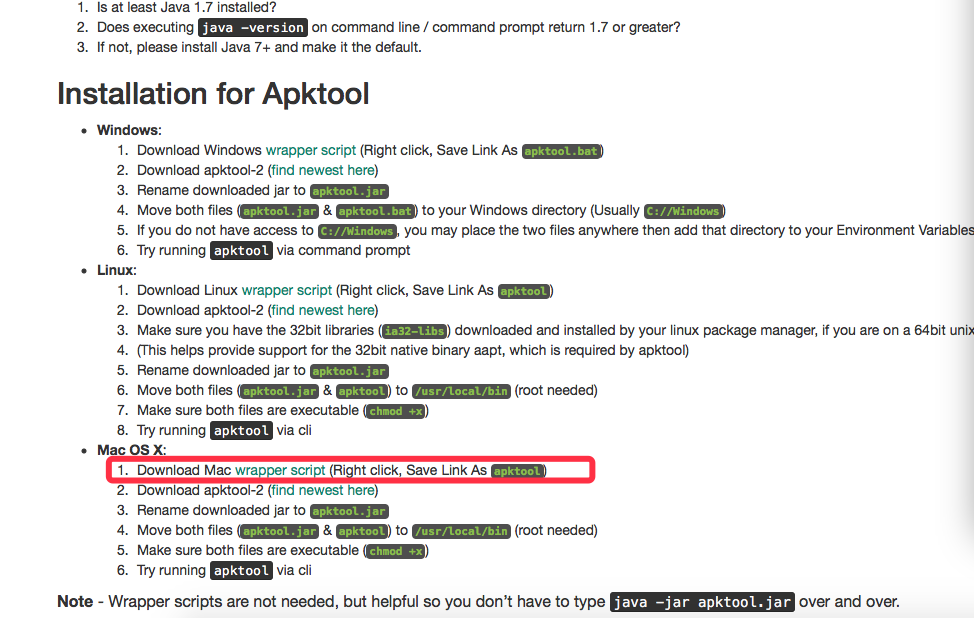 1. Is at least Java 1.7 installed?
2. Does executing java -version on command line / command prompt return 1.7 or greater?
3. If not, please install Java 7+ and make it the default.
Installation for Apktool
• Windows:
1. Download Windows wrapper script (Right click, Save Link As apktool.bat)
2. Download apktool-2 (find newest here)
3. Rename downloaded jar to apktool.jar
4. Move both files (apktool.jar & apktool.bat) to your Windows directory (Usually C://Windows)
5. If you do not have access to C://Windows, you may place the two files anywhere then add that directory to your Environment Variables
6. Try running apktool via command prompt
• Linux:
1. Download Linux wrapper script (Right click, Save Link As apktool)
2. Download apktool-2 (find newest here)
3. Make sure you have the 32bit libraries (ia32-libs) downloaded and installed by your linux package manager, if you are on a 64bit unix
4. (This helps provide support for the 32bit native binary aapt, which is required by apktool)
5. Rename downloaded jar to apktool.jar
6. Move both files (apktool.jar & apktool) to /usr/local/bin (root needed)
7. Make sure both files are executable (chmod +x)
8. Try running apktool via cli
• Mac OS X:
1. Download Mac wrapper script (Right click, Save Link As apktool)
2. Download apktool-2 (find newest here)
3. Rename downloaded jar to apktool.jar
4. Move both files (apktool.jar & apktool) to /usr/local/bin (root needed)
5. Make sure both files are executable (chmod +x)
6. Try running apktool via cli
Note - Wrapper scripts are not needed, but helpful so you don’t have to type java -jar apktool.jar over and over.